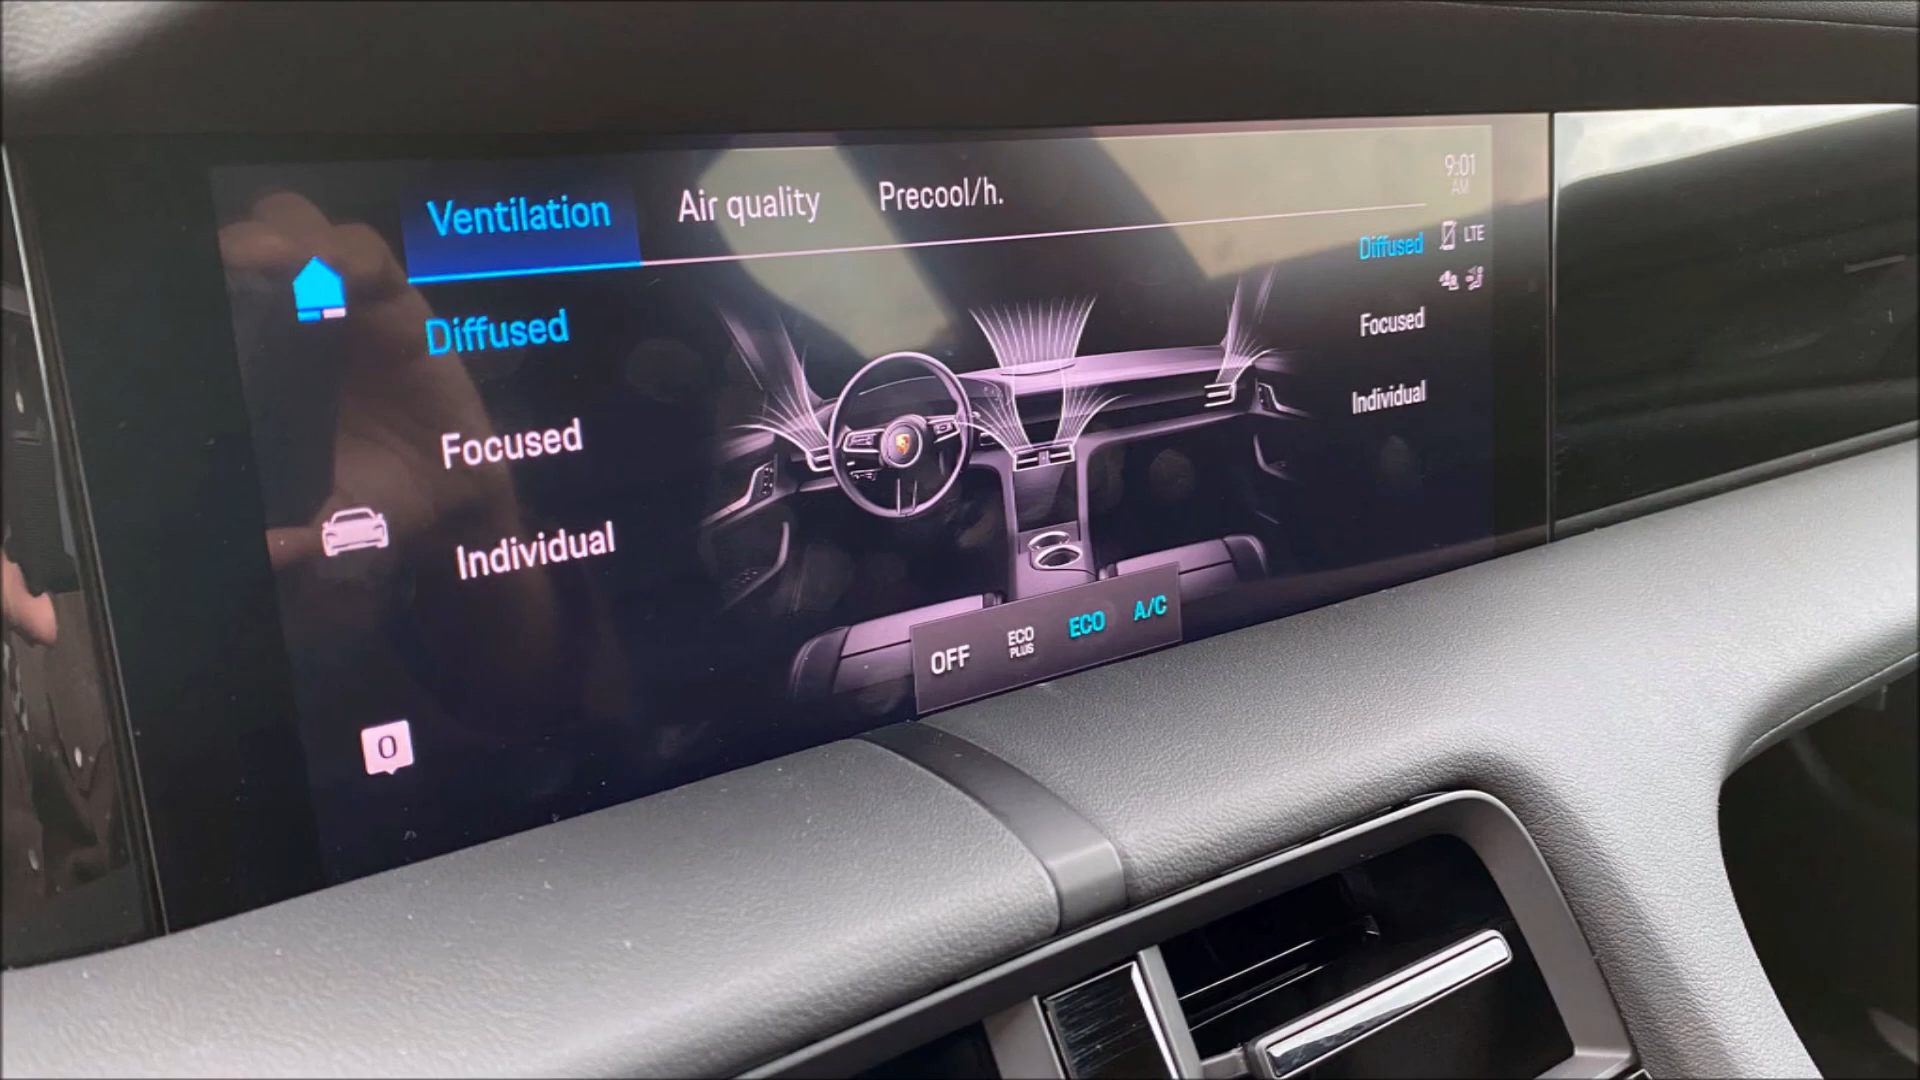 Ventilation Air quality Precool/h. 9:01
AM
Diffused Diffused LTE
Focused Focused
Individual Individual
OFF ECO PLUS ECO A/C
0